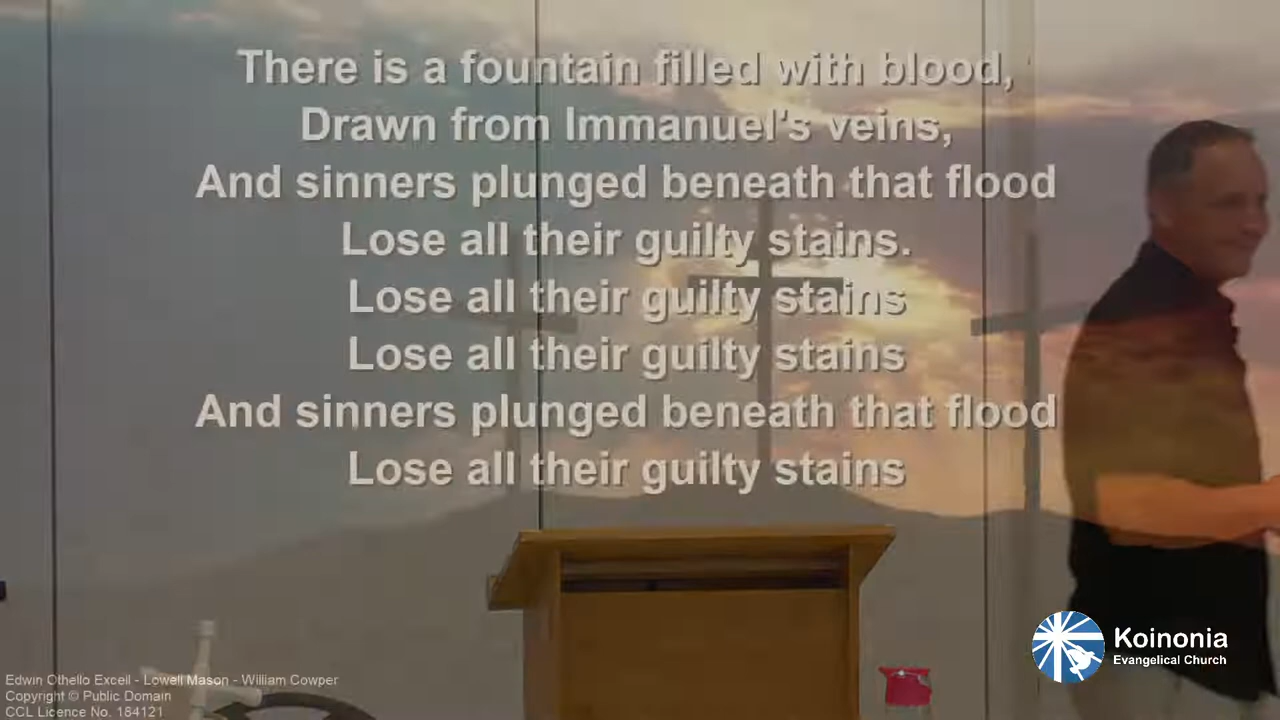 There is a fountain filled with blood,
Drawn from Immanuel's veins,
And sinners plunged beneath that flood
Lose all their guilty stains.
Lose all their guilty stains
Lose all their guilty stains
And sinners plunged beneath that flood
Lose all their guilty stains
Koinonia
Evangelical Church
Edwin Othello Excell - Lowell Mason - William Cowper
Copyright © Public Domain
CCL Licence No. 184121